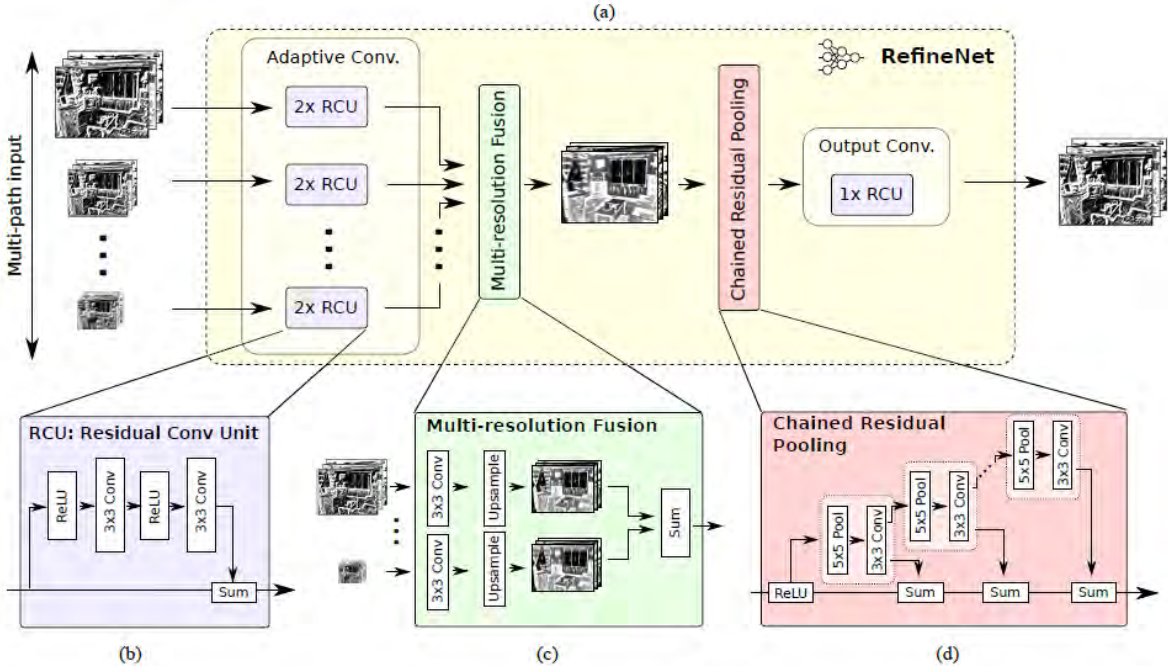 (a)
Multi-path input
Adaptive Conv.
2x RCU
2x RCU
2x RCU
Multi-resolution Fusion
Chained Residual Pooling
RefineNet
Output Conv.
1x RCU
RCU: Residual Conv Unit
ReLU
3x3 Conv
ReLU
3x3 Conv
Sum
(b)
Multi-resolution Fusion
3x3 Conv
Upsample
3x3 Conv
Upsample
Sum
(c)
Chained Residual
Pooling
ReLU
5x5 Pool
3x3 Conv
5x5 Pool
3x3 Conv
5x5 Pool
3x3 Conv
Sum
Sum
Sum
(d)